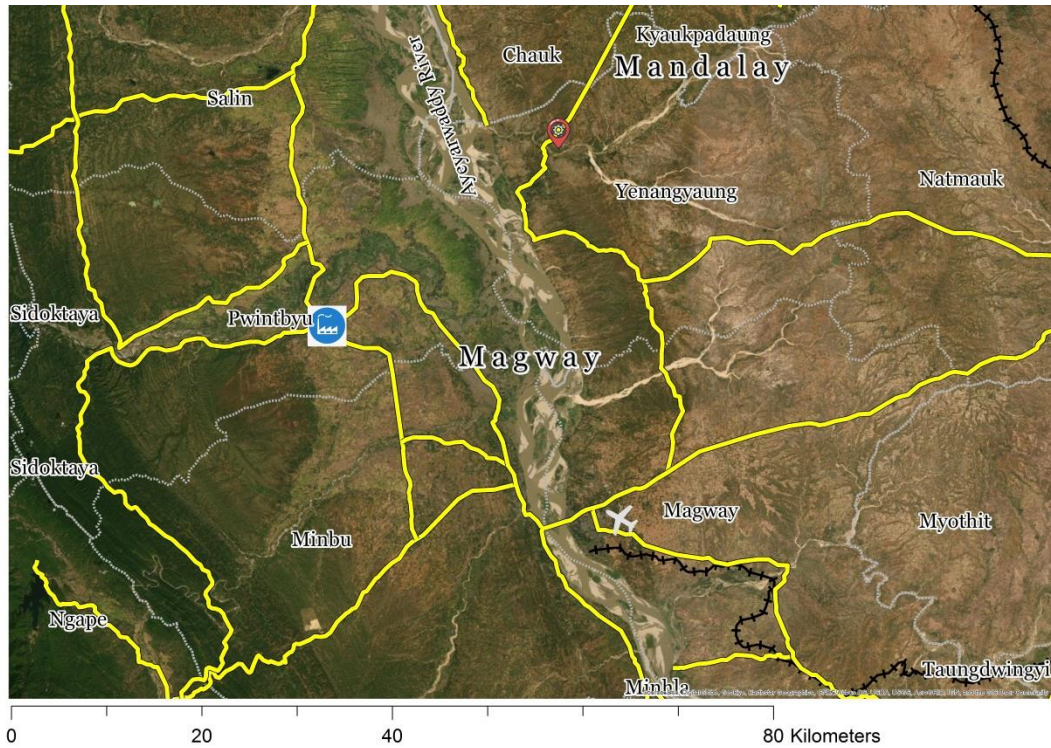 Kyaukpadaung
Chauk
Mandalay
Salin
Ayeyarwaddy River
Yenangyaung
Natmauk
Sidoktaya
Pwintbyu
Magway
Sidoktaya
Magway
Myothit
Minbu
Ngape
Taungdwingyi
Minhla
0 20 40 80 Kilometers